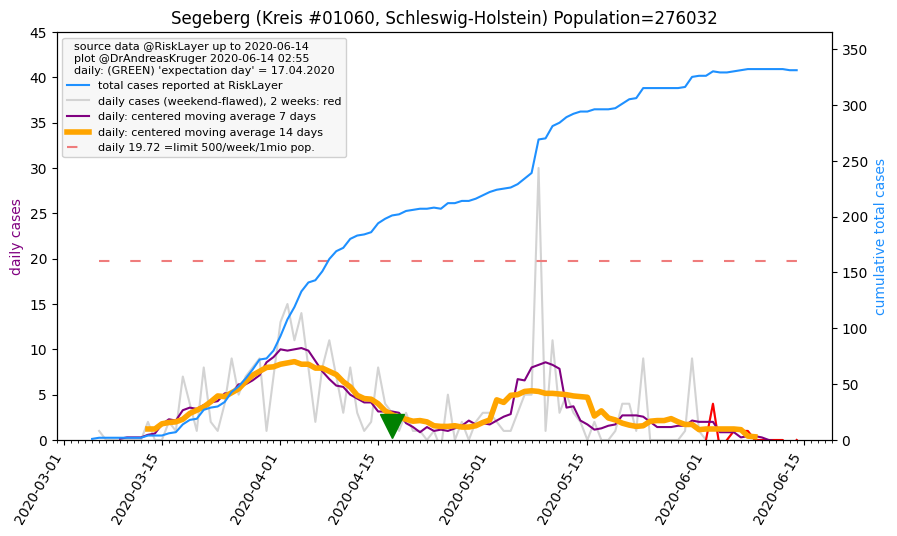 Segeberg (Kreis #01060, Schleswig-Holstein) Population=276032
source data @RiskLayer up to 2020-06-14
plot @DrAndreasKruger 2020-06-14 02:55
daily: (GREEN) 'expectation day' = 17.04.2020
total cases reported at RiskLayer
daily cases (weekend-flawed), 2 weeks: red
daily: centered moving average 7 days
daily: centered moving average 14 days
daily 19.72 =limit 500/week/1mio pop.
daily cases
45
40
35
30
25
20
15
10
5
0
cumulative total cases
350
300
250
200
150
100
50
0
2020-03-01
2020-03-15
2020-04-01
2020-04-15
2020-05-01
2020-05-15
2020-06-01
2020-06-15